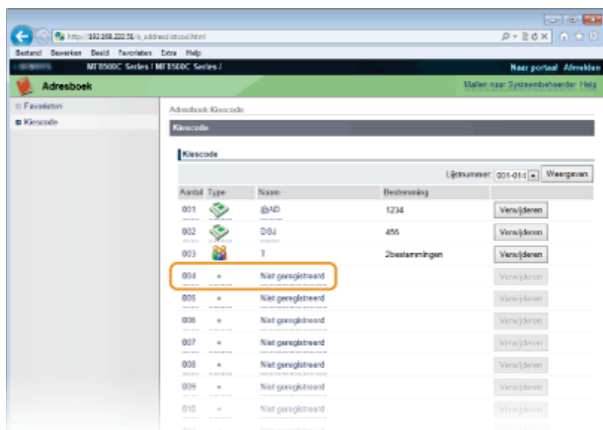 Bestand Bewerken Beeld Favorieten Extra Help
MF8500C Series / MF8500C Series /
Naar portaal Afmelden
Adresboek
Mailen naar Systeembeheerder Help
Favorieten
Kiescode
Adresboek: Kiescode
Kiescode
Kiescode
Lijstnummer: Weergeven
Aantal Type Naam Bestemming
001 @AD 1234 Verwijderen
002 456 Verwijderen
003 T 2bestemmingen Verwijderen
004 Niet geregistreerd Verwijderen
005 Niet geregistreerd Verwijderen
006 Niet geregistreerd Verwijderen
007 Niet geregistreerd Verwijderen
008 Niet geregistreerd Verwijderen
009 Niet geregistreerd Verwijderen
010 Niet geregistreerd Verwijderen